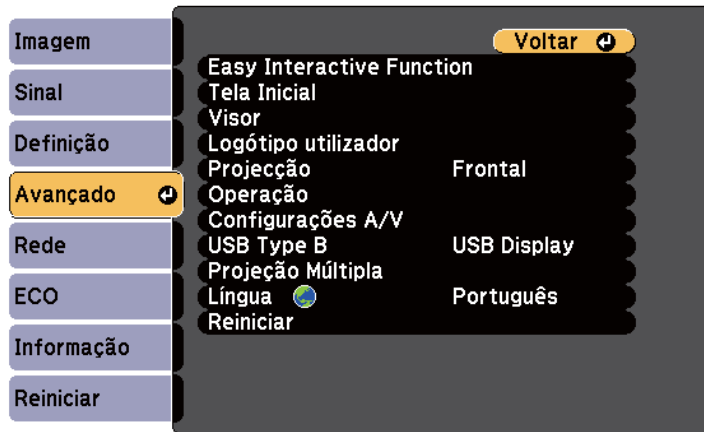 Imagem
Sinal
Definição
Avançado
Rede
ECO
Informação
Reiniciar
Voltar
Easy Interactive Function
Tela Inicial
Visor
Logótipo utilizador
Projecção Frontal
Operação
Configurações A/V
USB Type B USB Display
Projeção Múltipla
Língua Português
Reiniciar